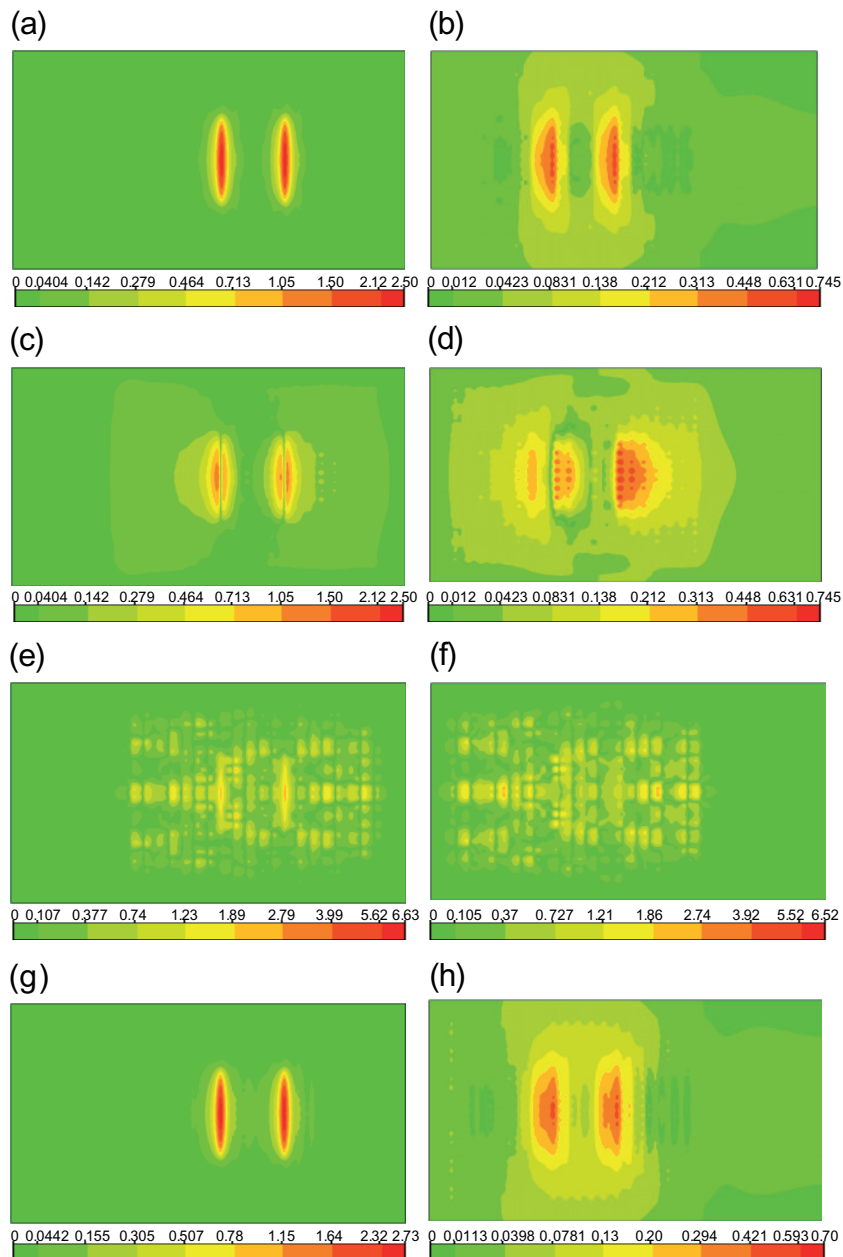 (a)
(b)
0 0.0404 0.142 0.279 0.464 0.713 1.05 1.50 2.12 2.50
0 0.012 0.0423 0.0831 0.138 0.212 0.313 0.448 0.631 0.745
(c)
(d)
0 0.0404 0.142 0.279 0.464 0.713 1.05 1.50 2.12 2.50
0 0.012 0.0423 0.0831 0.138 0.212 0.313 0.448 0.631 0.745
(e)
(f)
0 0.107 0.377 0.74 1.23 1.89 2.79 3.99 5.62 6.63
0 0.105 0.37 0.727 1.21 1.86 2.74 3.92 5.52 6.52
(g)
(h)
0 0.0442 0.155 0.305 0.507 0.78 1.15 1.64 2.32 2.73
0 0.0113 0.0398 0.0781 0.13 0.20 0.294 0.421 0.593 0.70